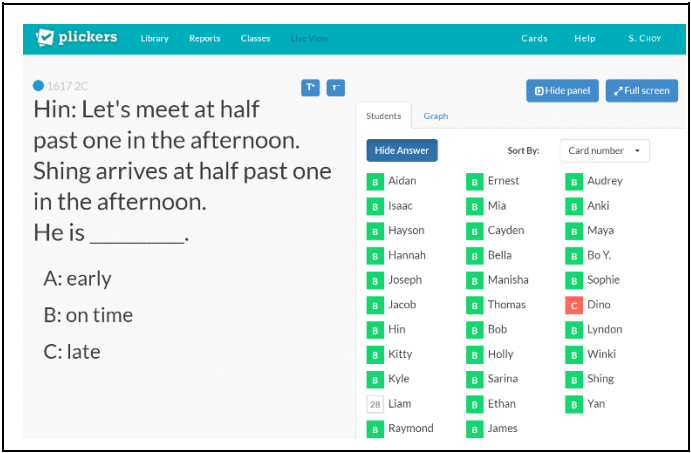 plickers Library Reports Classes Live View Cards Help S. CHOY
1617 2C
T+ T-
Hide panel Full screen
Hin: Let's meet at half
past one in the afternoon.
Shing arrives at half past one
in the afternoon.
He is __________.
A: early
B: on time
C: late
Students Graph
Hide Answer Sort By: Card number
B Aidan B Ernest B Audrey
B Isaac B Mia B Anki
B Hayson B Cayden B Maya
B Hannah B Bella B Bo Y.
B Joseph B Manisha B Sophie
B Jacob B Thomas C Dino
B Hin B Bob B Lyndon
B Kitty B Holly B Winki
B Kyle B Sarina B Shing
28 Liam B Ethan B Yan
B Raymond B James